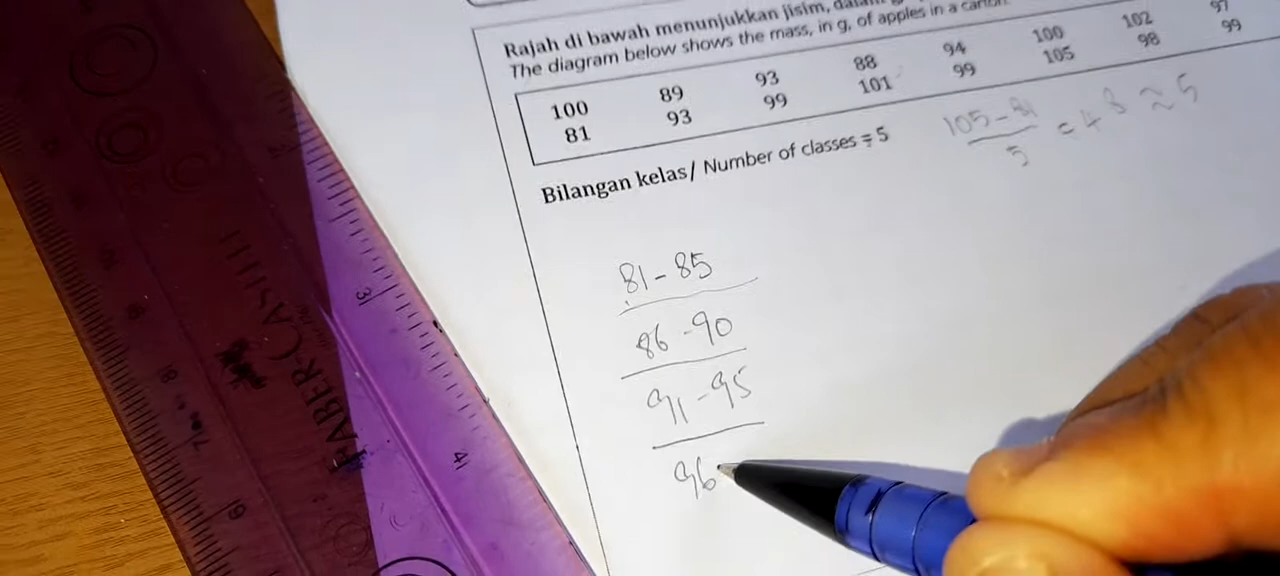 Rajah di bawah menunjukkan jisim, dalam g
The diagram below shows the mass, in g, of apples in a carton.
100 89 93 88 94 100 102 97
81 93 99 101 99 105 98 99
Bilangan kelas/ Number of classes = 5
105 - 81 / 5 = 4.8 ≈ 5
81 - 85
86 - 90
91 - 95
96
FABER-CASTELL